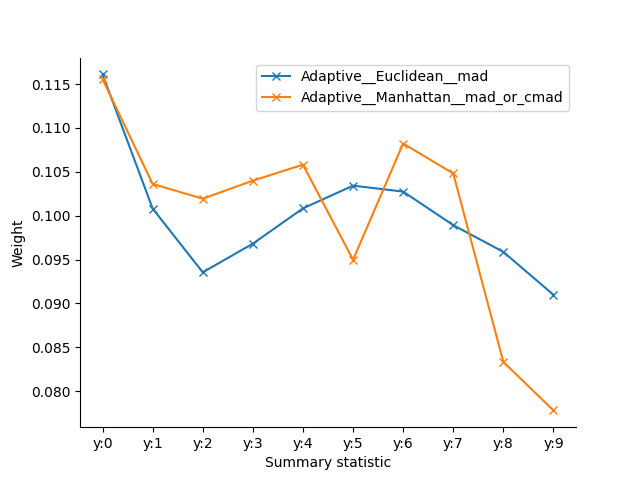 Adaptive__Euclidean__mad
Adaptive__Manhattan__mad_or_cmad
Weight
0.115
0.110
0.105
0.100
0.095
0.090
0.085
0.080
y:0 y:1 y:2 y:3 y:4 y:5 y:6 y:7 y:8 y:9
Summary statistic